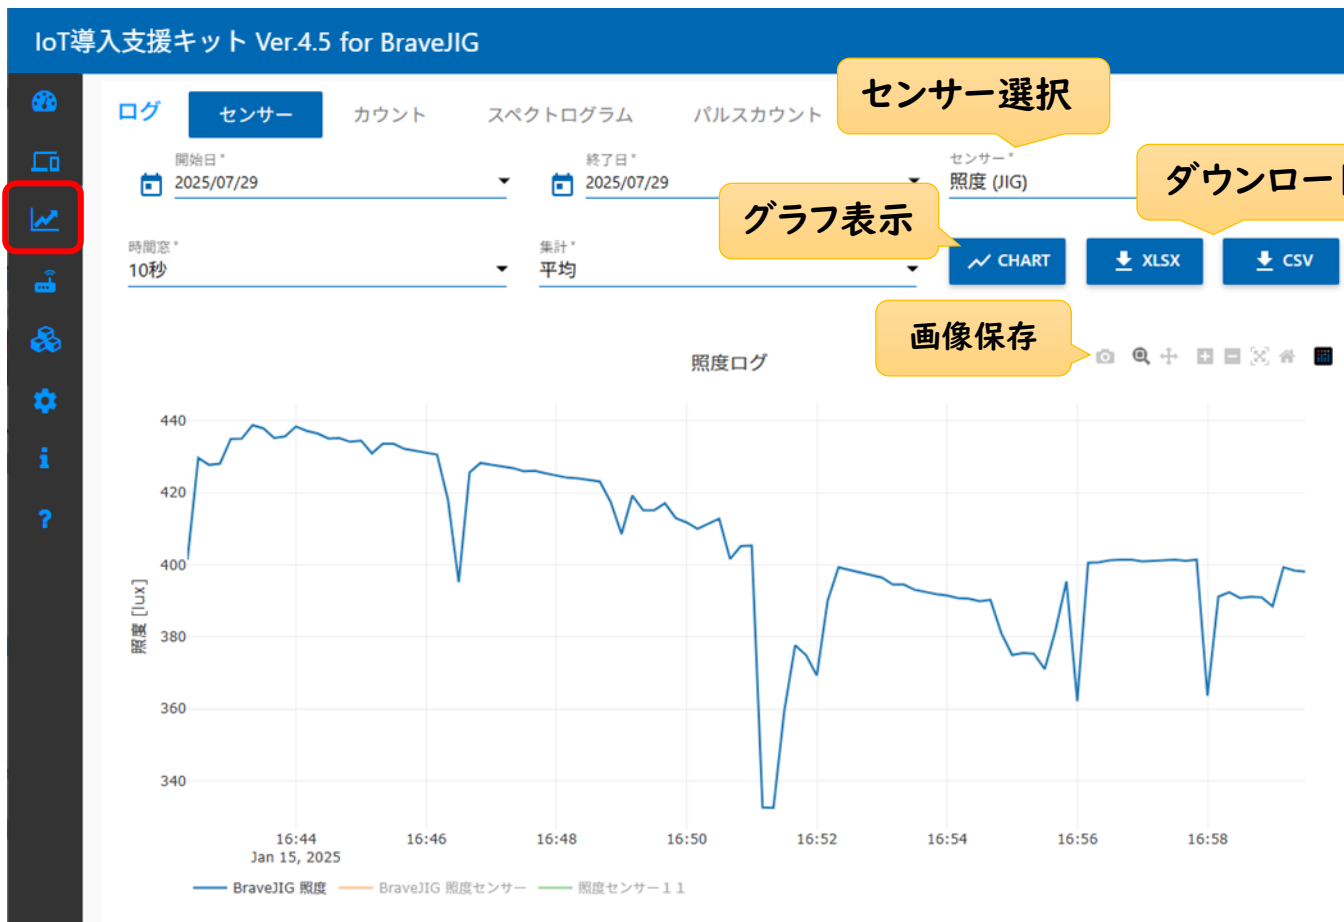 IoT導入支援キット Ver.4.5 for BraveJIG
ログ
センサー
カウント
スペクトログラム
パルスカウント
センサー選択
開始日*
2025/07/29
終了日*
2025/07/29
センサー*
照度 (JIG)
ダウンロード
グラフ表示
時間窓*
10秒
集計*
平均
CHART
XLSX
CSV
画像保存
照度ログ
照度 [lux]
440
420
400
380
360
340
16:44
16:46
16:48
16:50
16:52
16:54
16:56
16:58
Jan 15, 2025
BraveJIG 照度
BraveJIG 照度センサー
照度センサー１１